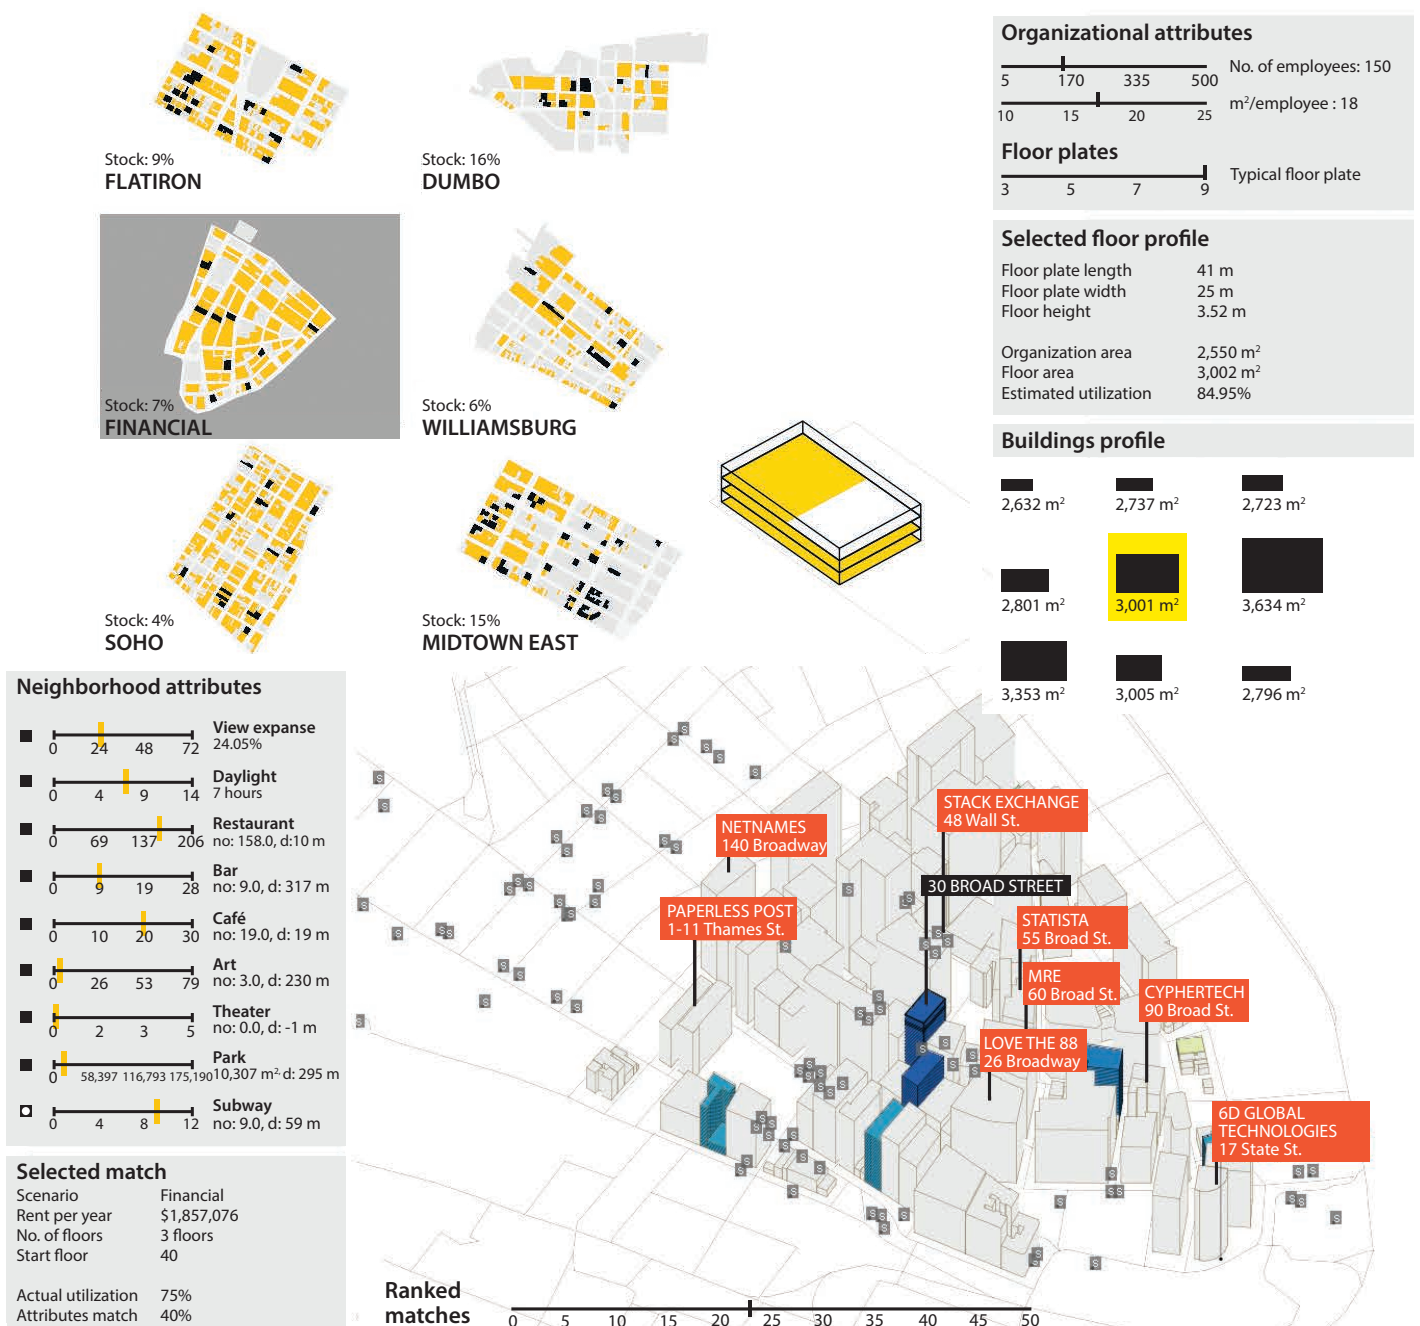 Stock: 9%
FLATIRON
Stock: 16%
DUMBO
Stock: 7%
FINANCIAL
Stock: 6%
WILLIAMSBURG
Stock: 4%
SOHO
Stock: 15%
MIDTOWN EAST
Organizational attributes
5 170 335 500
No. of employees: 150
10 15 20 25
m²/employee : 18
Floor plates
3 5 7 9
Typical floor plate
Selected floor profile
Floor plate length 41 m
Floor plate width 25 m
Floor height 3.52 m
Organization area 2,550 m²
Floor area 3,002 m²
Estimated utilization 84.95%
Buildings profile
2,632 m² 2,737 m² 2,723 m²
2,801 m² 3,001 m² 3,634 m²
3,353 m² 3,005 m² 2,796 m²
Neighborhood attributes
View expanse
24.05%
0 24 48 72
Daylight
7 hours
0 4 9 14
Restaurant
no: 158.0, d:10 m
0 69 137 206
Bar
no: 9.0, d: 317 m
0 9 19 28
Café
no: 19.0, d: 19 m
0 10 20 30
Art
no: 3.0, d: 230 m
0 26 53 79
Theater
no: 0.0, d: -1 m
0 2 3 5
Park
10,307 m², d: 295 m
0 58,397 116,793 175,190
Subway
no: 9.0, d: 59 m
0 4 8 12
Selected match
Scenario Financial
Rent per year $1,857,076
No. of floors 3 floors
Start floor 40
Actual utilization 75%
Attributes match 40%
NETNAMES
140 Broadway
STACK EXCHANGE
48 Wall St.
30 BROAD STREET
PAPERLESS POST
1-11 Thames St.
STATISTA
55 Broad St.
MRE
60 Broad St.
CYPHERTECH
90 Broad St.
LOVE THE 88
26 Broadway
6D GLOBAL
TECHNOLOGIES
17 State St.
Ranked
matches
0 5 10 15 20 25 30 35 40 45 50